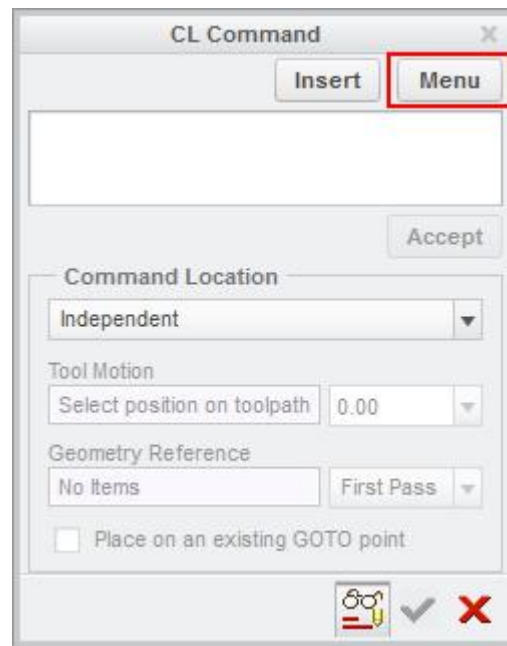 CL Command
Insert Menu
Accept
Command Location
Independent
Tool Motion
Select position on toolpath 0.00
Geometry Reference
No Items First Pass
Place on an existing GOTO point